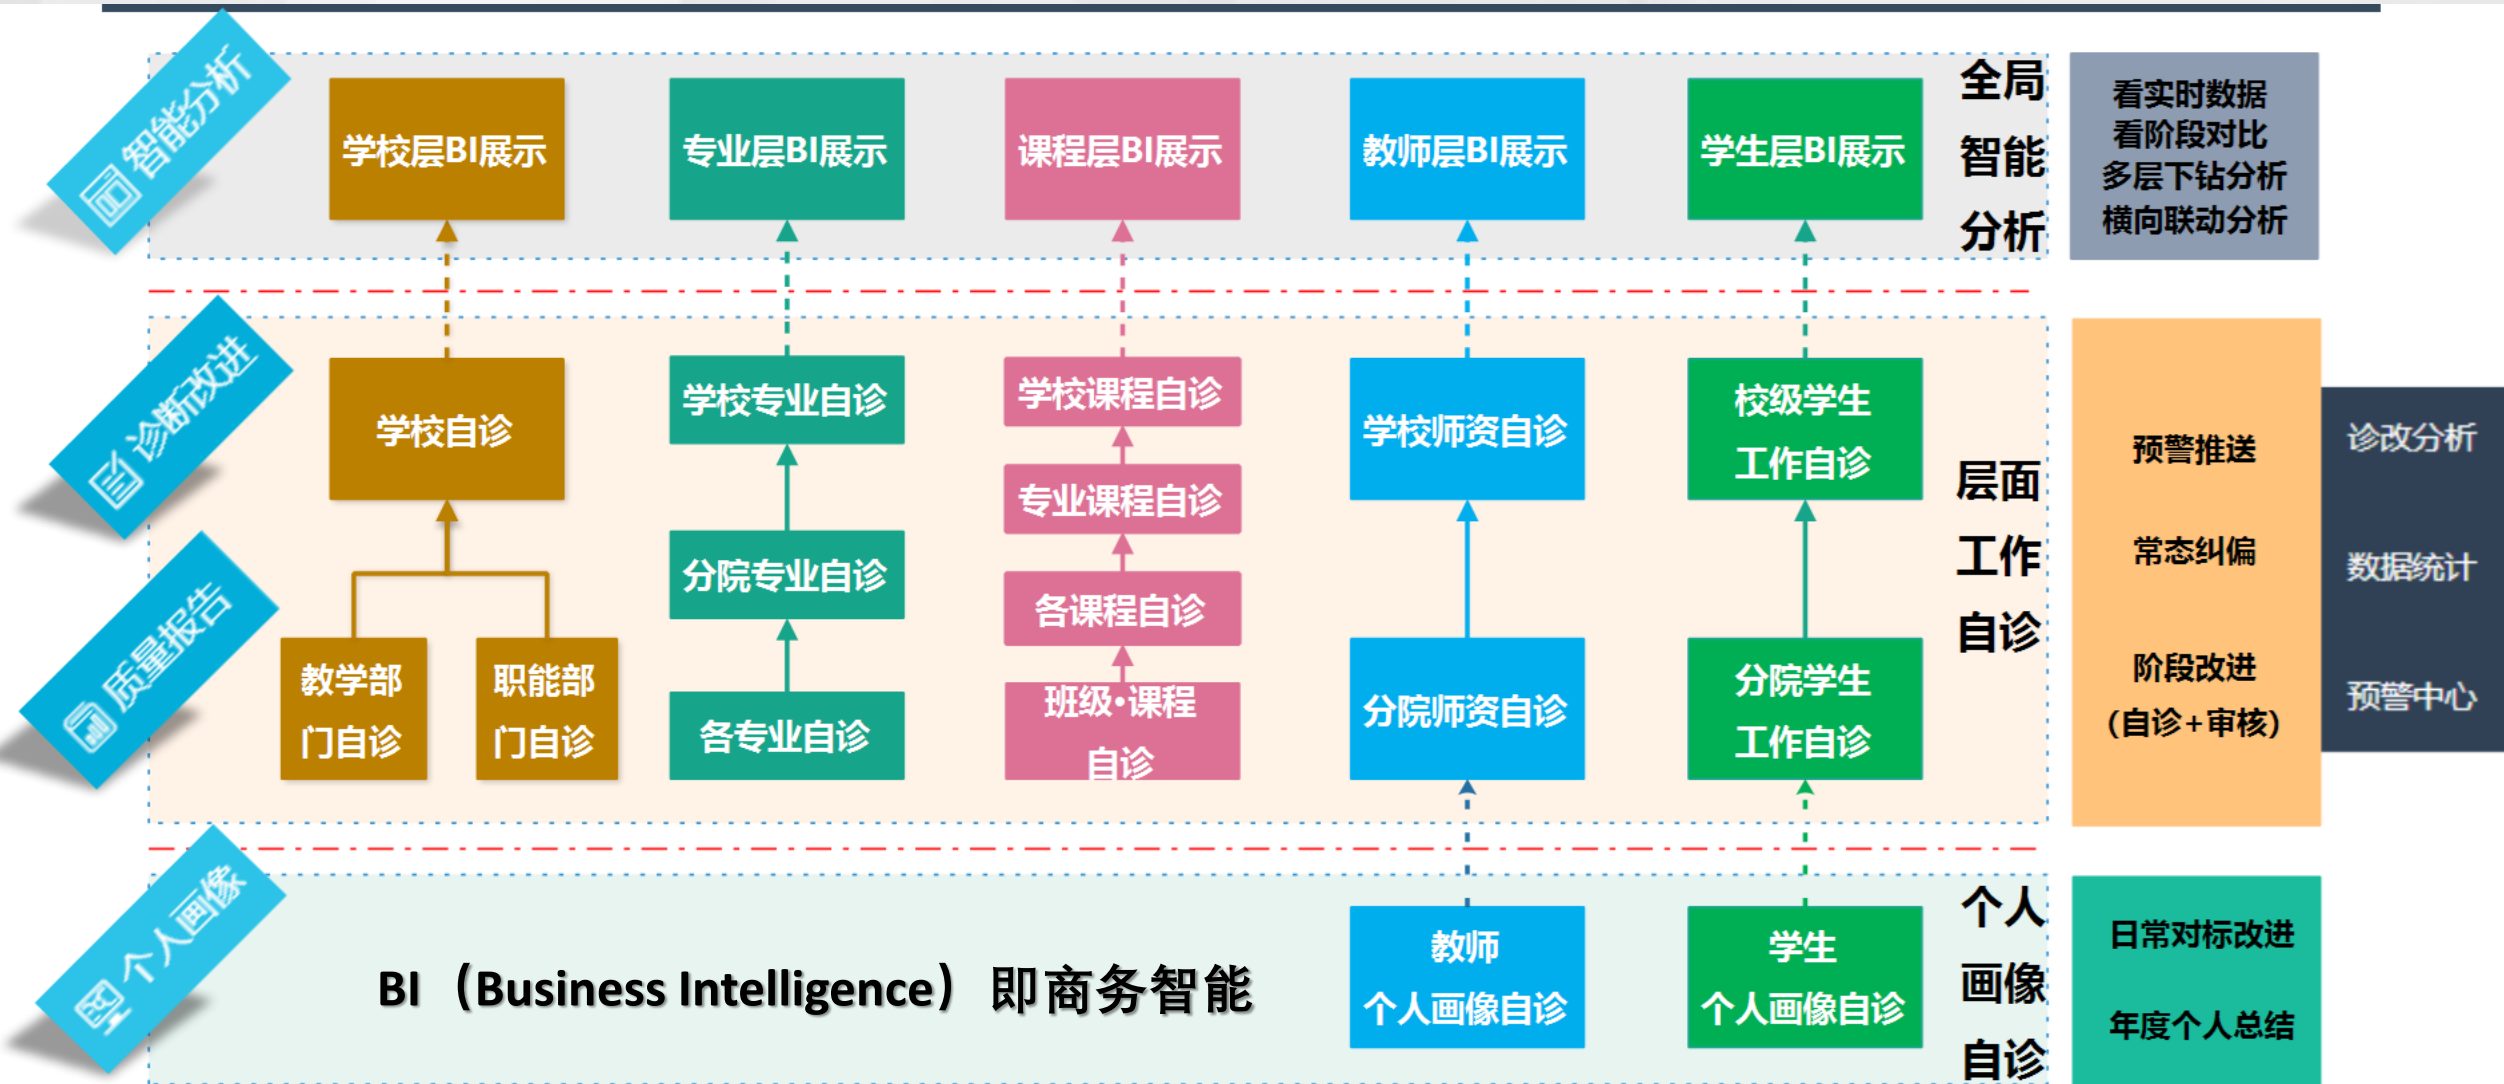 智能分析
学校层BI展示
专业层BI展示
课程层BI展示
教师层BI展示
学生层BI展示
全局
智能
分析
看实时数据
看阶段对比
多层下钻分析
横向联动分析
诊断改进
质量报告
学校自诊
教学部
门自诊
职能部
门自诊
学校专业自诊
分院专业自诊
各专业自诊
学校课程自诊
专业课程自诊
各课程自诊
班级·课程
自诊
学校师资自诊
分院师资自诊
校级学生
工作自诊
分院学生
工作自诊
层面
工作
自诊
预警推送
常态纠偏
阶段改进
（自诊+审核）
诊改分析
数据统计
预警中心
个人画像
BI（Business Intelligence）即商务智能
教师
个人画像自诊
学生
个人画像自诊
个人
画像
自诊
日常对标改进
年度个人总结